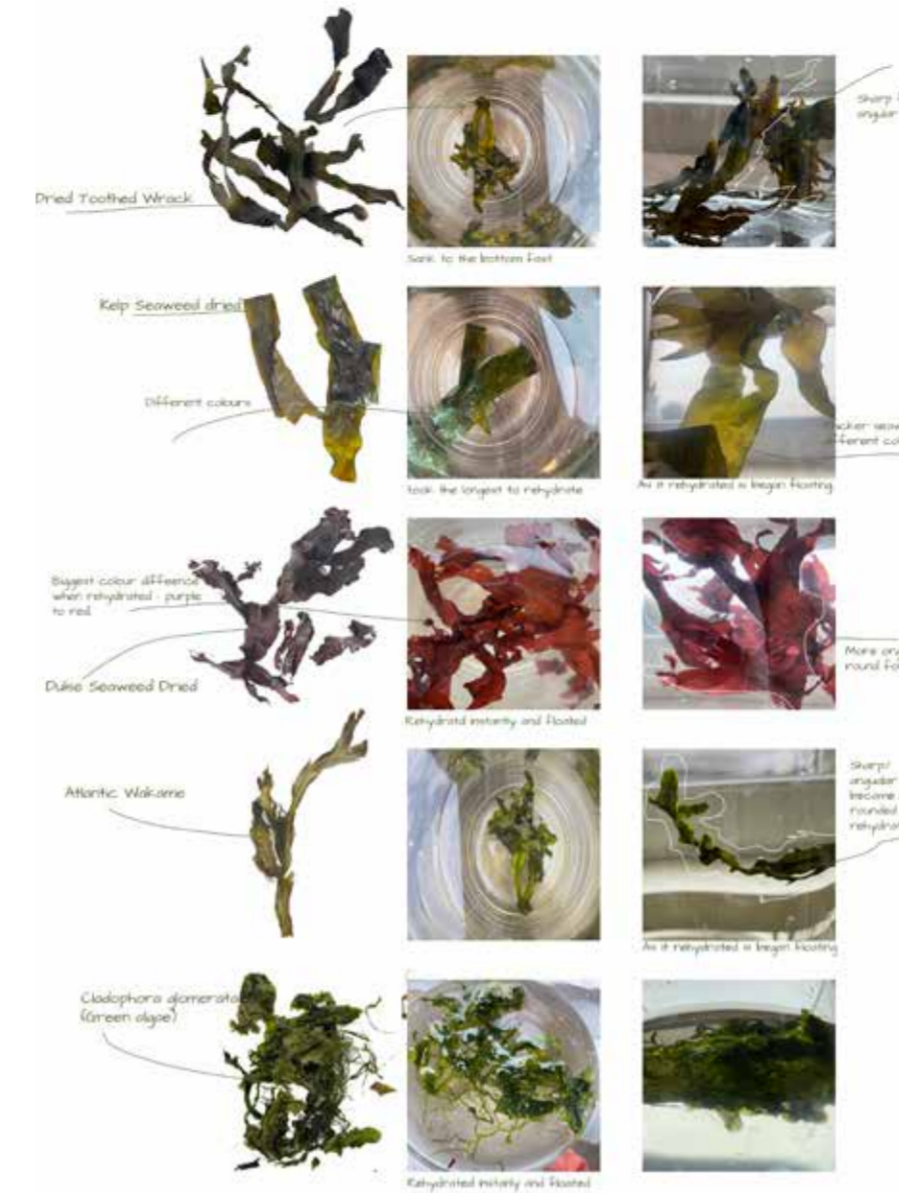 Sharp
angular
Dried Toothed Wrack
Sank to the bottom fast
Kelp Seaweed dried
Different colours
took the longest to rehydrate
As it rehydrated is began floating
Biggest colour diffeence
when rehydrated - purple
to red
Dulse Seaweed Dried
Rehydratd instantly and floated
More
round
Atlantic Wakame
Sharp/
angular
become
rounded
As it rehydrated is began floating
Cladophora glomerata
(Green algae)
Rehydrated instanly and floated